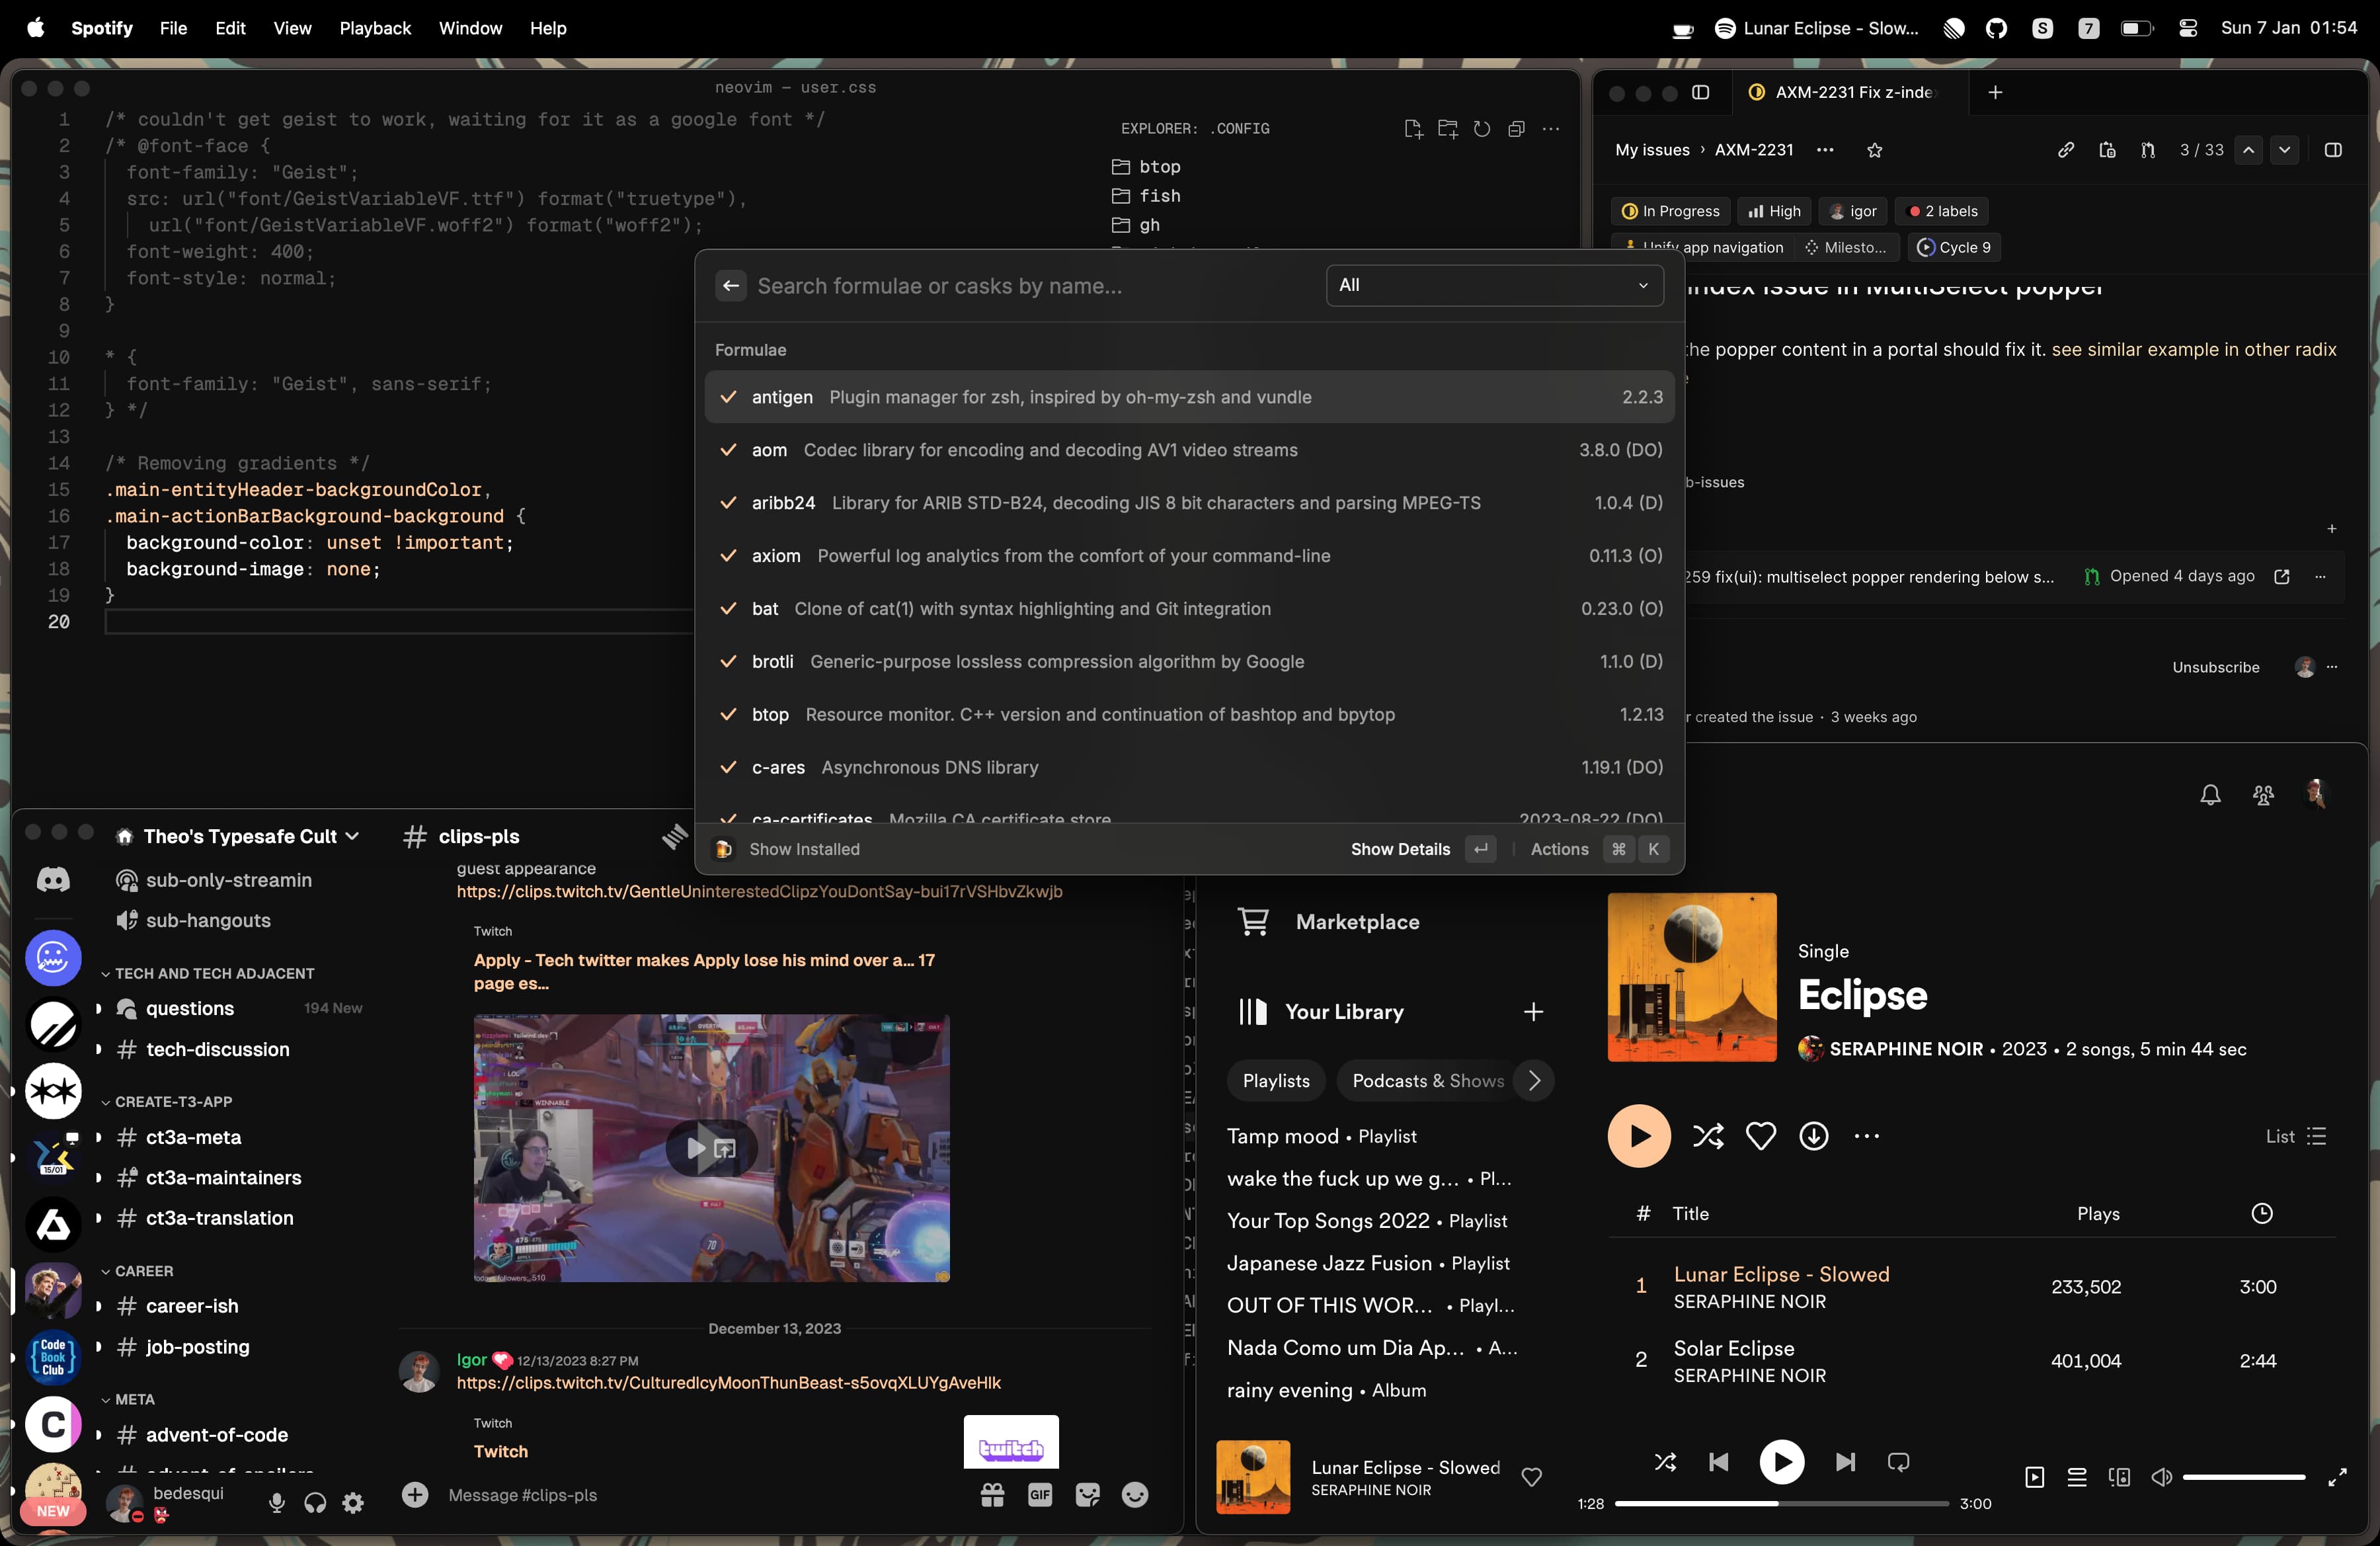 Spotify File Edit View Playback Window Help
Lunar Eclipse - Slow...
S
7
Sun 7 Jan 01:54
neovim — user.css
1 /* couldn't get geist to work, waiting for it as a google font */
2 /* @font-face {
3 font-family: "Geist";
4 src: url("font/GeistVariableVF.ttf") format("truetype"),
5 url("font/GeistVariableVF.woff2") format("woff2");
6 font-weight: 400;
7 font-style: normal;
8 }
9
10 * {
11 font-family: "Geist", sans-serif;
12 } */
13
14 /* Removing gradients */
15 .main-entityHeader-backgroundColor,
16 .main-actionBarBackground-background {
17 background-color: unset !important;
18 background-image: none;
19 }
20
EXPLORER: .CONFIG
btop
fish
gh
AXM-2231 Fix z-inde
My issues › AXM-2231
3 / 33
In Progress
High
igor
2 labels
Unify app navigation
Milesto...
Cycle 9
index issue in MultiSelect popper
the popper content in a portal should fix it. see similar example in other radix
b-issues
259 fix(ui): multiselect popper rendering below s...
Opened 4 days ago
Unsubscribe
r created the issue · 3 weeks ago
Search formulae or casks by name...
All
Formulae
antigen Plugin manager for zsh, inspired by oh-my-zsh and vundle 2.2.3
aom Codec library for encoding and decoding AV1 video streams 3.8.0 (DO)
aribb24 Library for ARIB STD-B24, decoding JIS 8 bit characters and parsing MPEG-TS 1.0.4 (D)
axiom Powerful log analytics from the comfort of your command-line 0.11.3 (O)
bat Clone of cat(1) with syntax highlighting and Git integration 0.23.0 (O)
brotli Generic-purpose lossless compression algorithm by Google 1.1.0 (D)
btop Resource monitor. C++ version and continuation of bashtop and bpytop 1.2.13
c-ares Asynchronous DNS library 1.19.1 (DO)
ca-certificates Mozilla CA certificate store 2023-08-22 (DO)
Show Installed
Show Details
Actions ⌘ K
Theo's Typesafe Cult
# clips-pls
sub-only-streamin
sub-hangouts
TECH AND TECH ADJACENT
questions 194 New
# tech-discussion
CREATE-T3-APP
# ct3a-meta
# ct3a-maintainers
# ct3a-translation
CAREER
# career-ish
# job-posting
META
# advent-of-code
# advent-of-spoilers
15/01
Code
Book
Club
C
NEW
bedesqui
guest appearance
https://clips.twitch.tv/GentleUninterestedClipzYouDontSay-bui17rVSHbvZkwjb
Twitch
Apply - Tech twitter makes Apply lose his mind over a... 17
page es...
WINNABLE
70
December 13, 2023
Igor 12/13/2023 8:27 PM
https://clips.twitch.tv/CulturedIcyMoonThunBeast-s5ovqXLUYgAveHlk
Twitch
Twitch
twitch
Message #clips-pls
GIF
Marketplace
Your Library
Playlists
Podcasts & Shows
Tamp mood • Playlist
wake the fuck up we g... • Pl...
Your Top Songs 2022 • Playlist
Japanese Jazz Fusion • Playlist
OUT OF THIS WOR... • Playl...
Nada Como um Dia Ap... • A...
rainy evening • Album
Single
Eclipse
SERAPHINE NOIR • 2023 • 2 songs, 5 min 44 sec
List
# Title Plays
1 Lunar Eclipse - Slowed 233,502 3:00
SERAPHINE NOIR
2 Solar Eclipse 401,004 2:44
SERAPHINE NOIR
Lunar Eclipse - Slowed
SERAPHINE NOIR
1:28
3:00